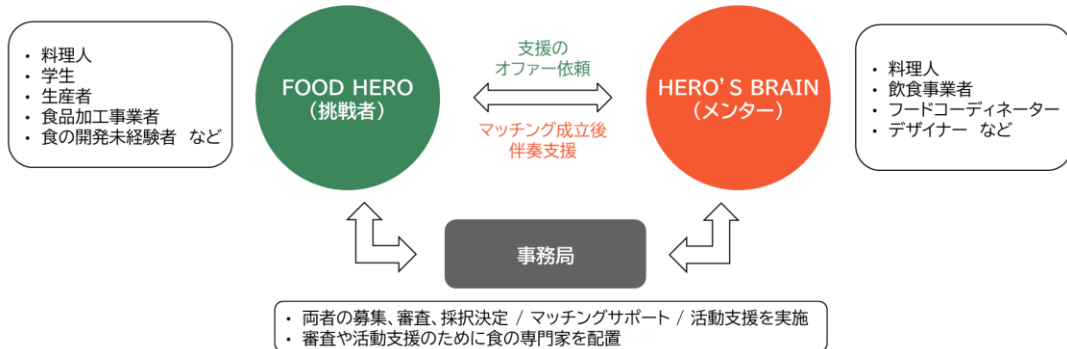 ・ 料理人
・ 学生
・ 生産者
・ 食品加工事業者
・ 食の開発未経験者 など
FOOD HERO
（挑戦者）
支援の
オファー依頼
マッチング成立後
伴奏支援
HERO'S BRAIN
（メンター）
・ 料理人
・ 飲食事業者
・ フードコーディネーター
・ デザイナー など
事務局
・ 両者の募集、審査、採択決定 / マッチングサポート / 活動支援を実施
・ 審査や活動支援のために食の専門家を配置